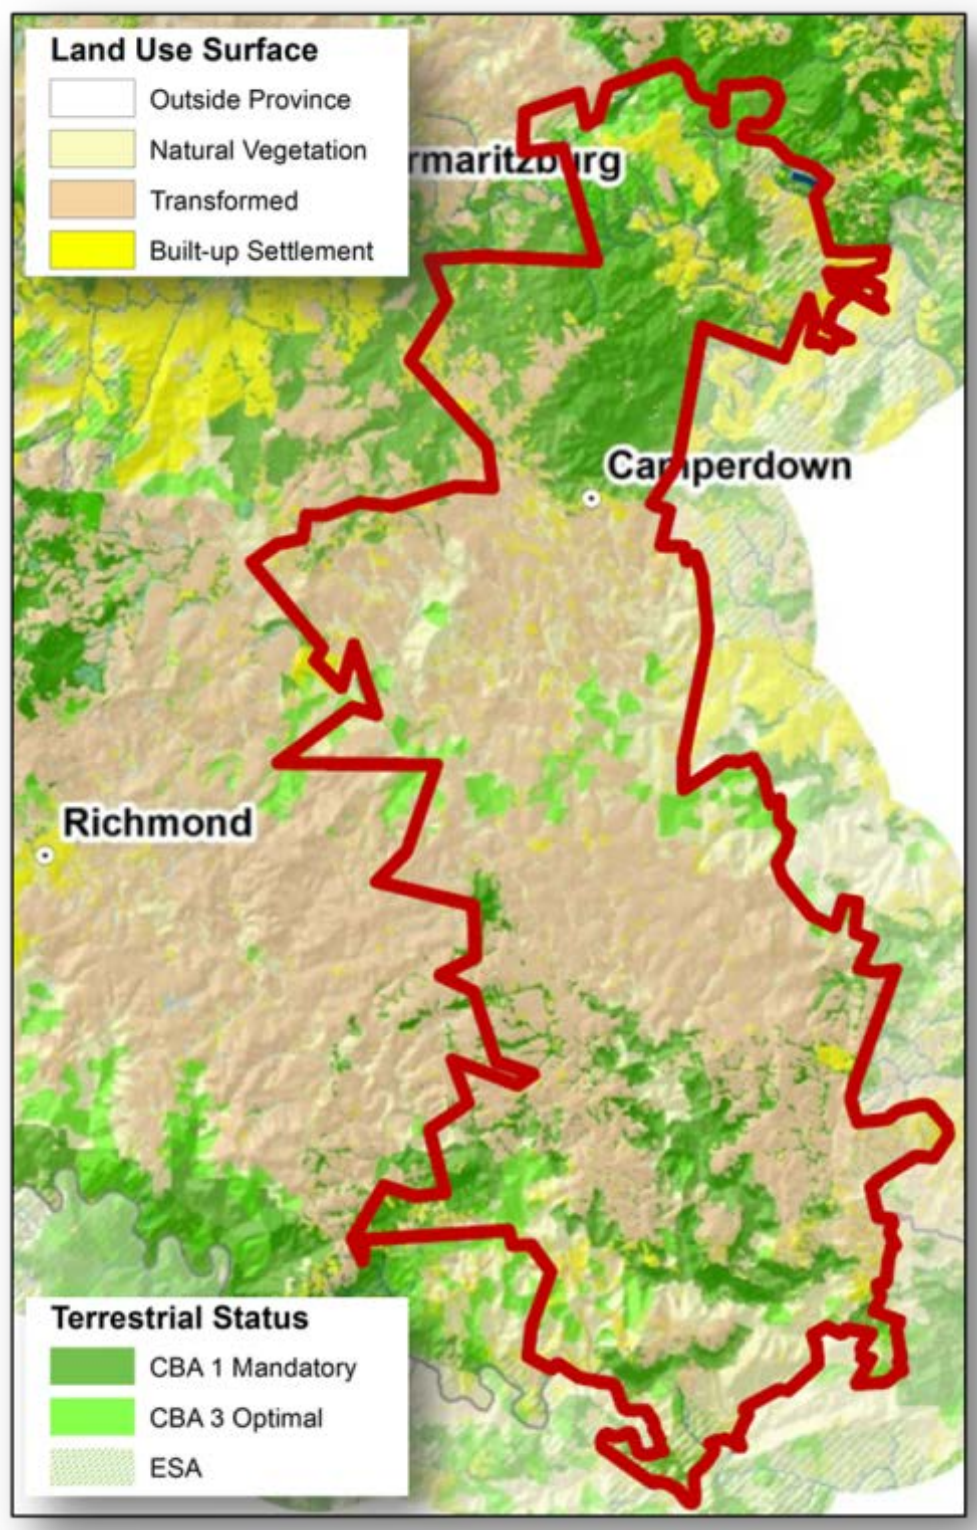 Land Use Surface
Outside Province
Natural Vegetation
Transformed
Built-up Settlement
rmaritzburg
Camperdown
Richmond
Terrestrial Status
CBA 1 Mandatory
CBA 3 Optimal
ESA